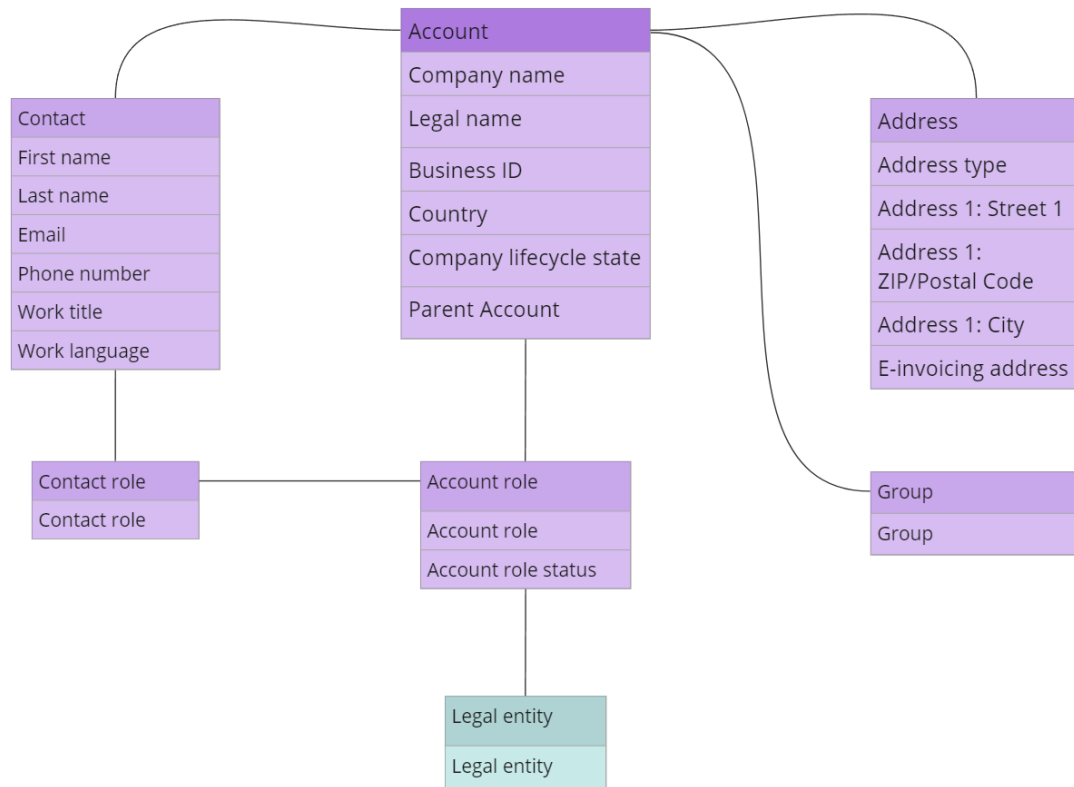 Account
Company name
Legal name
Business ID
Country
Company lifecycle state
Parent Account
Contact
First name
Last name
Email
Phone number
Work title
Work language
Address
Address type
Address 1: Street 1
Address 1:
ZIP/Postal Code
Address 1: City
E-invoicing address
Contact role
Contact role
Account role
Account role
Account role status
Group
Group
Legal entity
Legal entity